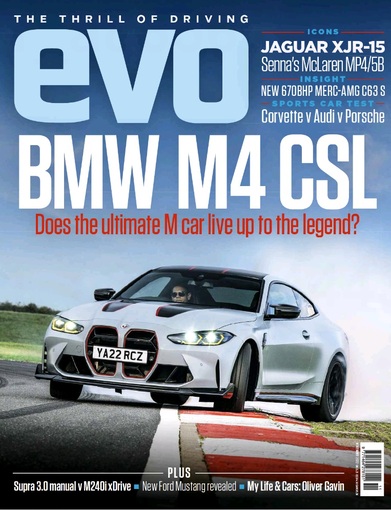 THE THRILL OF DRIVING
evo
ICONS
JAGUAR XJR-15
Senna's McLaren MP4/5B
INSIGHT
NEW 670BHP MERC-AMG C63 S
SPORTS CAR TEST
Corvette v Audi v Porsche
BMW M4 CSL
Does the ultimate M car live up to the legend?
YA22 RCZ
PLUS
Supra 3.0 manual v M240i xDrive ■ New Ford Mustang revealed ■ My Life & Cars: Oliver Gavin